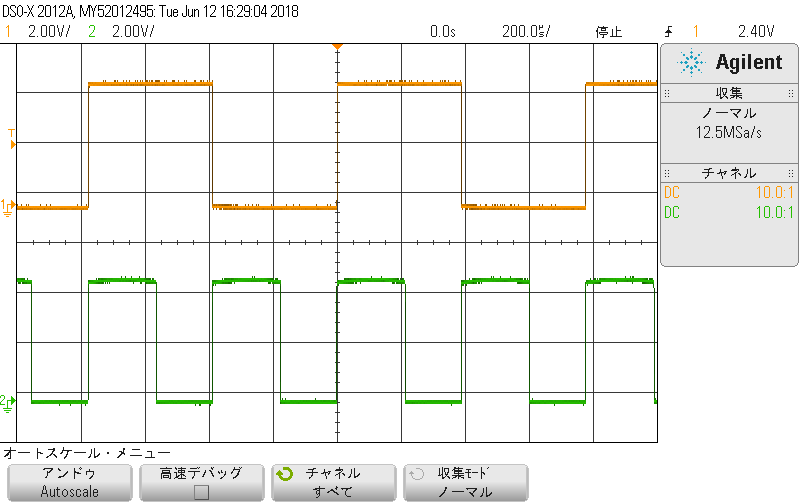 DSO-X 2012A, MY52012495: Tue Jun 12 16:29:04 2018
1 2.00V/ 2 2.00V/ 0.0s 200.0㎲/ 停止 1 2.40V
Agilent
収集
ノーマル
12.5MSa/s
チャネル
DC 10.0:1
DC 10.0:1
T
1
2
オートスケール・メニュー
アンドゥ
Autoscale
高速デバッグ
チャネル
すべて
収集ﾓｰﾄﾞ
ノーマル